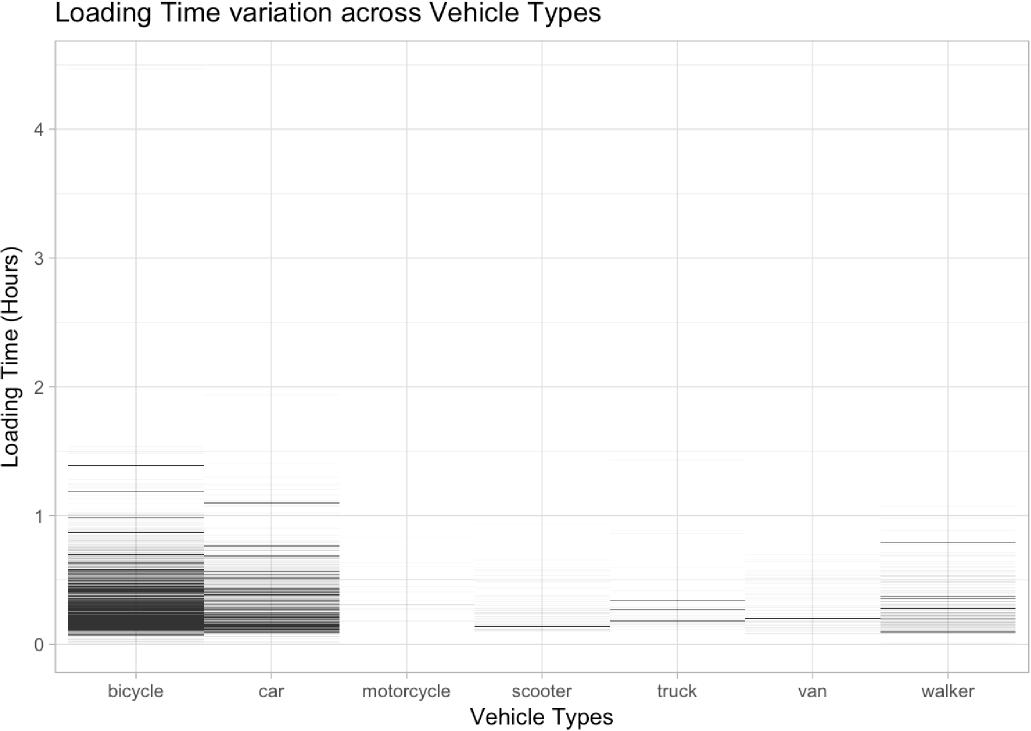 Loading Time variation across Vehicle Types
Loading Time (Hours)
4
3
2
1
0
bicycle car motorcycle scooter truck van walker
Vehicle Types